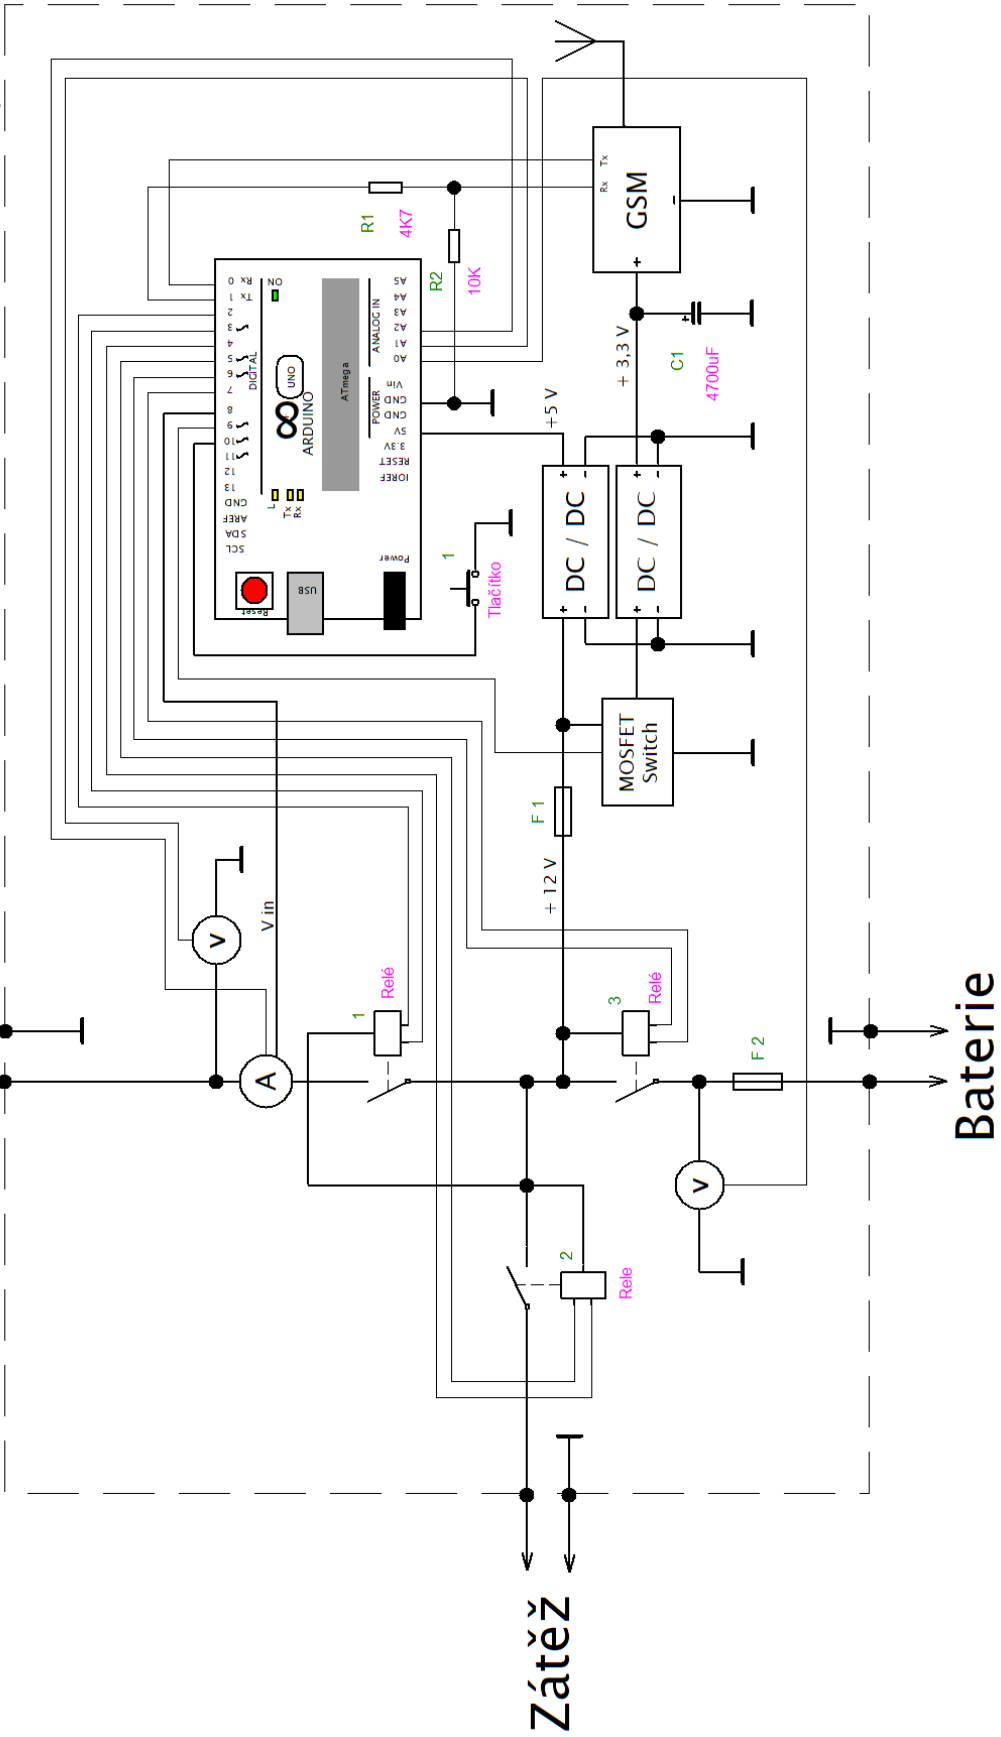 Tx
Rx
GSM
-
+
R1
4K7
R2
10K
+ 3,3 V
C1
4700uF
+
+5 V
0 Rx
1 Tx
2
3
4
5
6
7
8
9
10
11
12
13
GND
AREF
SDA
SCL
DIGITAL
ON
UNO
ARDUINO
ATmega
L
Tx
Rx
ANALOG IN
A5
A4
A3
A2
A1
A0
POWER
Vin
GND
GND
5V
3.3V
RESET
IOREF
Reset
USB
Power
1
Tlačítko
+ -
DC / DC
+ -
+ -
DC / DC
+ -
MOSFET
Switch
F 1
+ 12 V
V
V in
A
1
Relé
3
Relé
F 2
V
2
Rele
Baterie
Zátěž